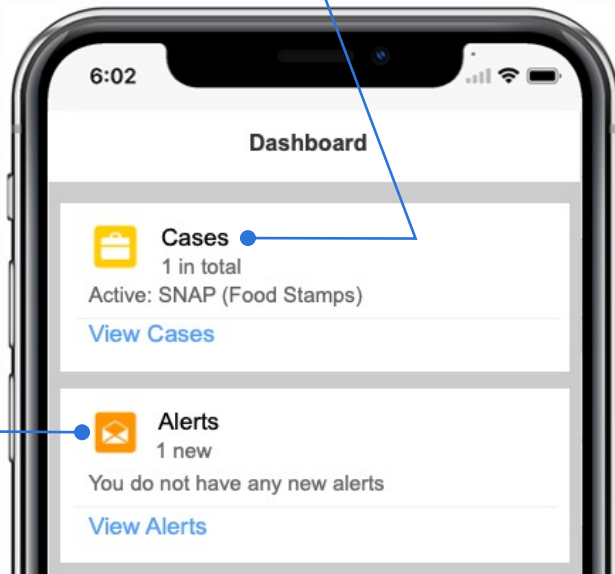 6:02
Dashboard
Cases
1 in total
Active: SNAP (Food Stamps)
View Cases
Alerts
1 new
You do not have any new alerts
View Alerts